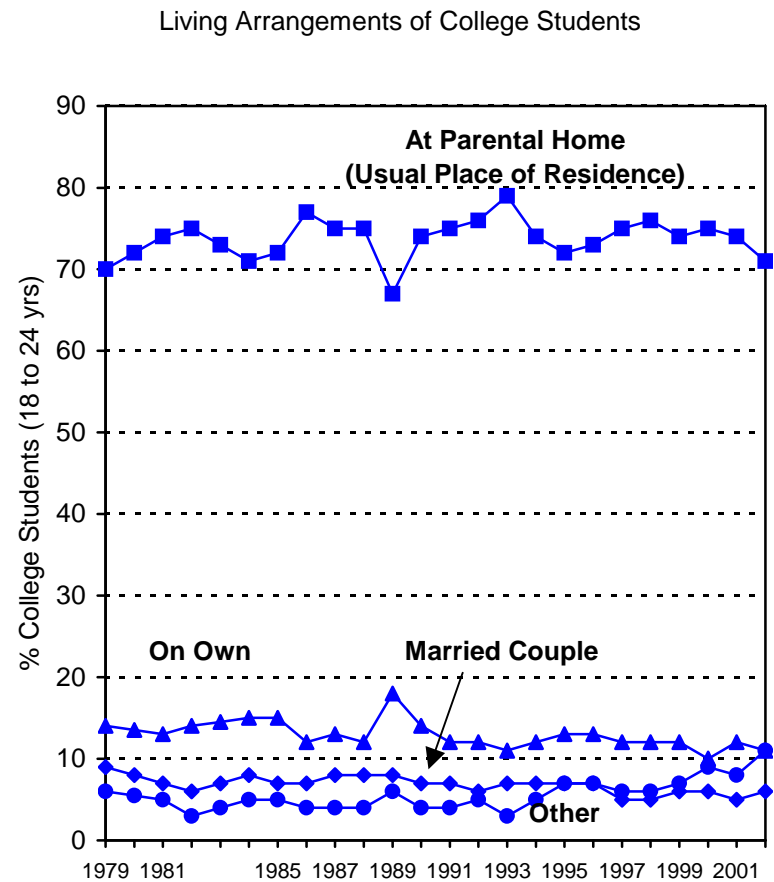 Living Arrangements of College Students
90
At Parental Home
(Usual Place of Residence)
80
70
60
% College Students (18 to 24 yrs)
50
40
30
On Own
Married Couple
20
10
Other
0
1979 1981 1985 1987 1989 1991 1993 1995 1997 1999 2001